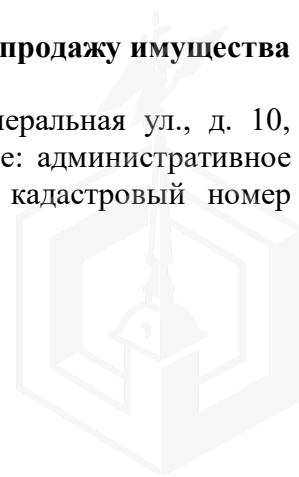 продажу имущества
неральная ул., д. 10,
е: административное
кадастровый номер